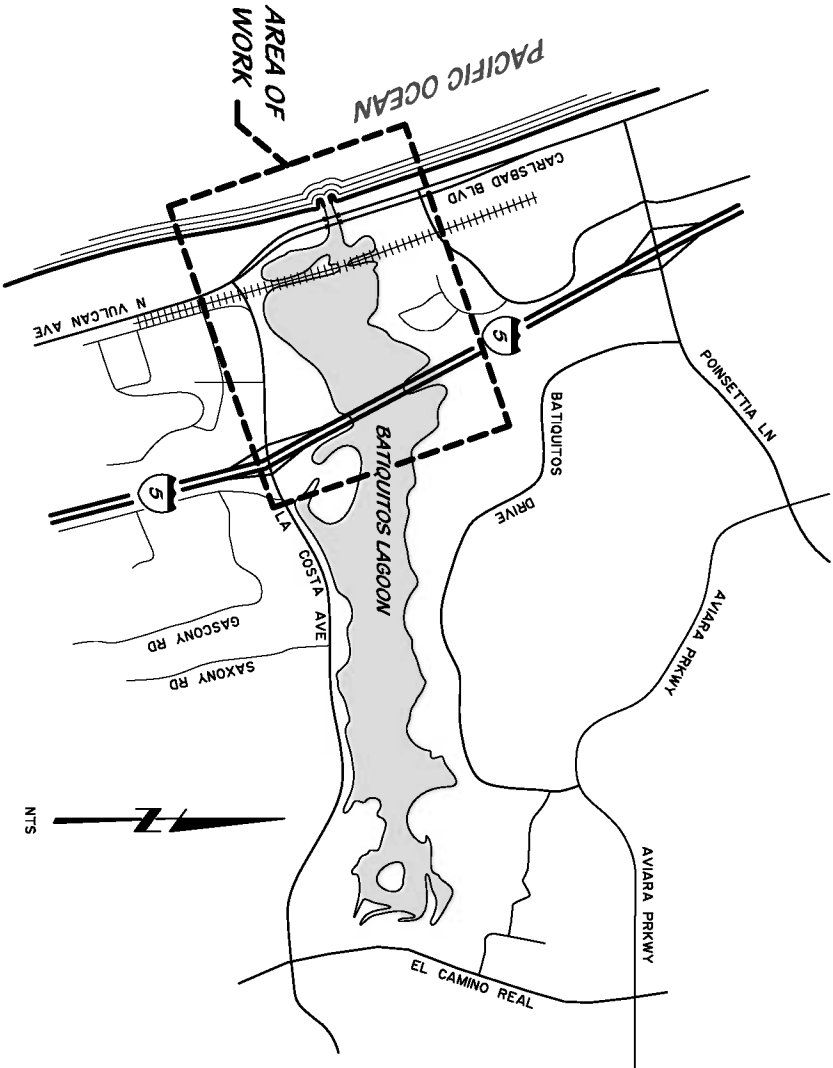 AREA OF
WORK
PACIFIC OCEAN
CARLSBAD BLVD
N VULCAN AVE
5
POINSETTIA LN
BATIQUITOS
DRIVE
BATIQUITOS LAGOON
5
LA
COSTA AVE
GASCONY RD
SAXONY RD
AVIARA PRKWY
AVIARA PRKWY
EL CAMINO REAL
N
NTS